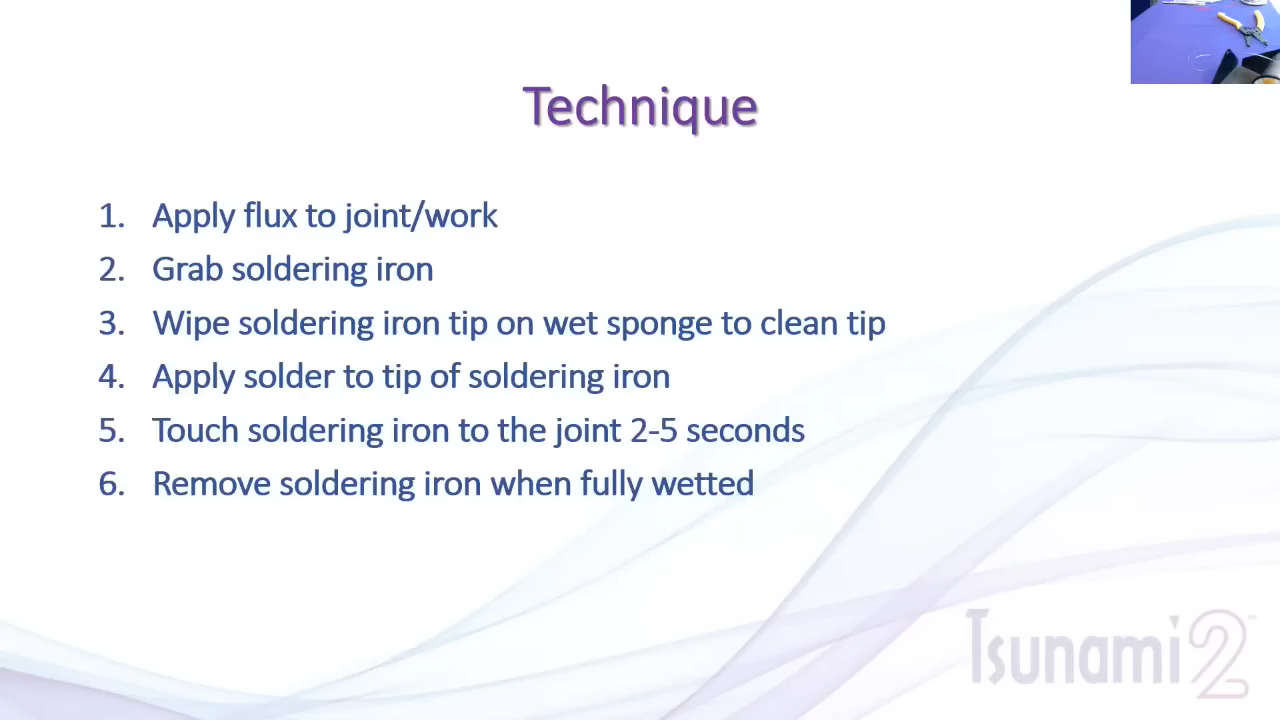 Technique
1. Apply flux to joint/work
2. Grab soldering iron
3. Wipe soldering iron tip on wet sponge to clean tip
4. Apply solder to tip of soldering iron
5. Touch soldering iron to the joint 2-5 seconds
6. Remove soldering iron when fully wetted
Tsunami2™